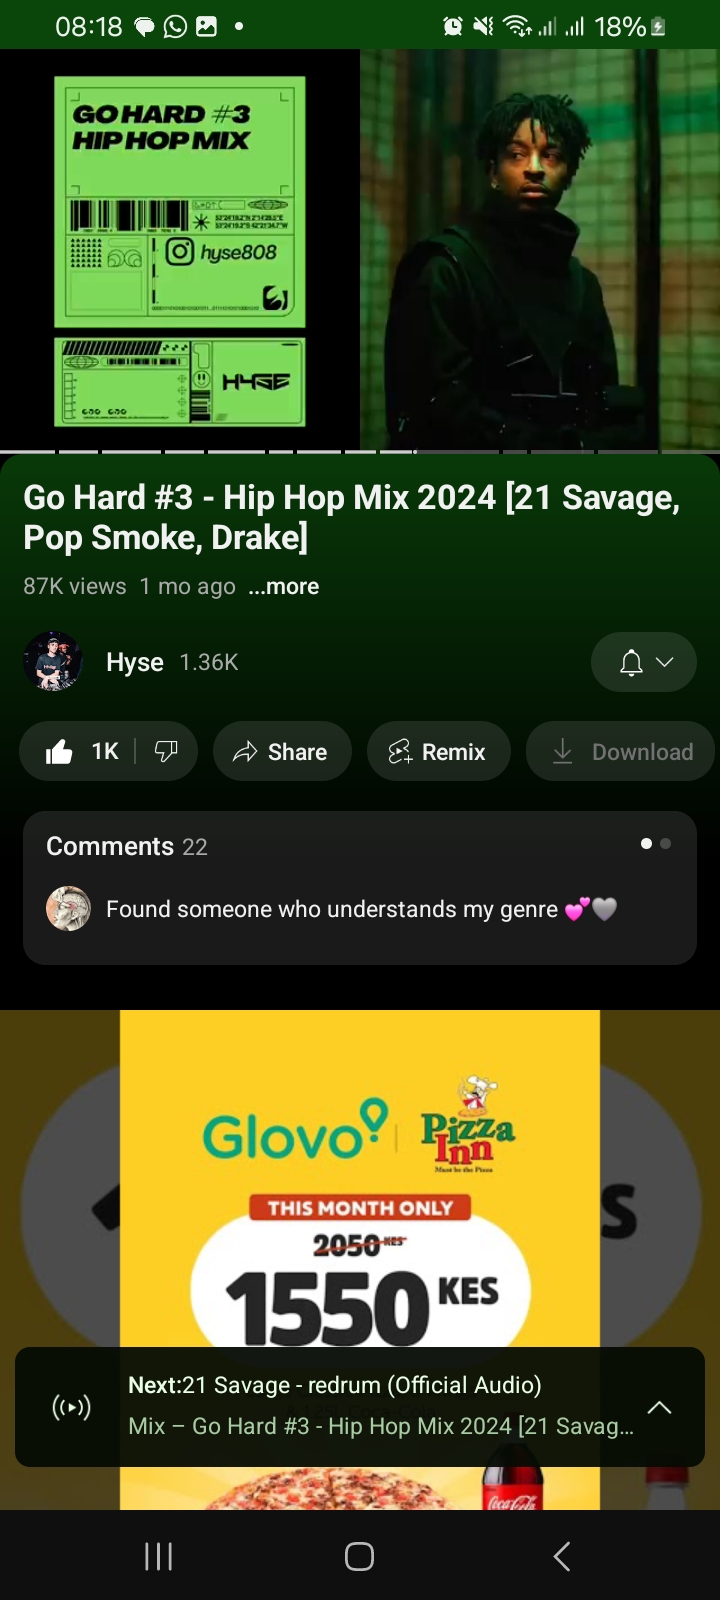 08:18
18%
GO HARD #3
HIP HOP MIX
hyse808
HYSE
Go Hard #3 - Hip Hop Mix 2024 [21 Savage,
Pop Smoke, Drake]
87K views 1 mo ago ...more
Hyse 1.36K
1K
Share
Remix
Download
Comments 22
Found someone who understands my genre 💕🩶
Glovo
Pizza
Inn
THIS MONTH ONLY
2050 KES
1550 KES
S
Next:21 Savage - redrum (Official Audio)
Mix – Go Hard #3 - Hip Hop Mix 2024 [21 Savag...
Coca-Cola